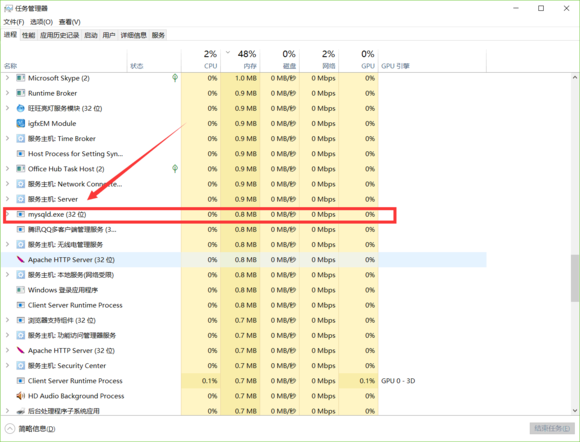 任务管理器
文件(F) 选项(O) 查看(V)
进程 性能 应用历史记录 启动 用户 详细信息 服务
2% 48% 0% 2% 0%
名称 状态 CPU 内存 磁盘 网络 GPU GPU 引擎
Microsoft Skype (2) 0% 1.0 MB 0 MB/秒 0 Mbps 0%
Runtime Broker 0% 0.9 MB 0 MB/秒 0 Mbps 0%
旺旺亮灯服务模块 (32 位) 0% 0.9 MB 0 MB/秒 0 Mbps 0%
igfxEM Module 0% 0.9 MB 0 MB/秒 0 Mbps 0%
服务主机: Time Broker 0% 0.9 MB 0 MB/秒 0 Mbps 0%
Host Process for Setting Syn... 0% 0.9 MB 0 MB/秒 0 Mbps 0%
Office Hub Task Host (2) 0% 0.9 MB 0 MB/秒 0 Mbps 0%
服务主机: Network Connecte... 0% 0.9 MB 0 MB/秒 0 Mbps 0%
服务主机: Server 0% 0.9 MB 0 MB/秒 0 Mbps 0%
mysqld.exe (32 位) 0% 0.8 MB 0 MB/秒 0 Mbps 0%
腾讯QQ多客户端管理服务 (3... 0% 0.8 MB 0 MB/秒 0 Mbps 0%
服务主机: 无线电管理服务 0% 0.8 MB 0 MB/秒 0 Mbps 0%
Apache HTTP Server (32 位) 0% 0.8 MB 0 MB/秒 0 Mbps 0%
服务主机: 本地服务(网络受限) 0% 0.8 MB 0 MB/秒 0 Mbps 0%
Windows 登录应用程序 0% 0.8 MB 0 MB/秒 0 Mbps 0%
Client Server Runtime Process 0% 0.8 MB 0 MB/秒 0 Mbps 0%
浏览器支持组件 (32 位) 0% 0.7 MB 0 MB/秒 0 Mbps 0%
服务主机: 功能访问管理器服务 0% 0.7 MB 0 MB/秒 0 Mbps 0%
Apache HTTP Server (32 位) 0% 0.7 MB 0 MB/秒 0 Mbps 0%
服务主机: Security Center 0% 0.7 MB 0 MB/秒 0 Mbps 0%
Client Server Runtime Process 0.1% 0.7 MB 0 MB/秒 0 Mbps 0.1% GPU 0 - 3D
HD Audio Background Process 0% 0.7 MB 0 MB/秒 0 Mbps 0%
后台处理程序子系统应用 0% 0.7 MB 0 MB/秒 0 Mbps 0%
简略信息(D) 结束任务(E)